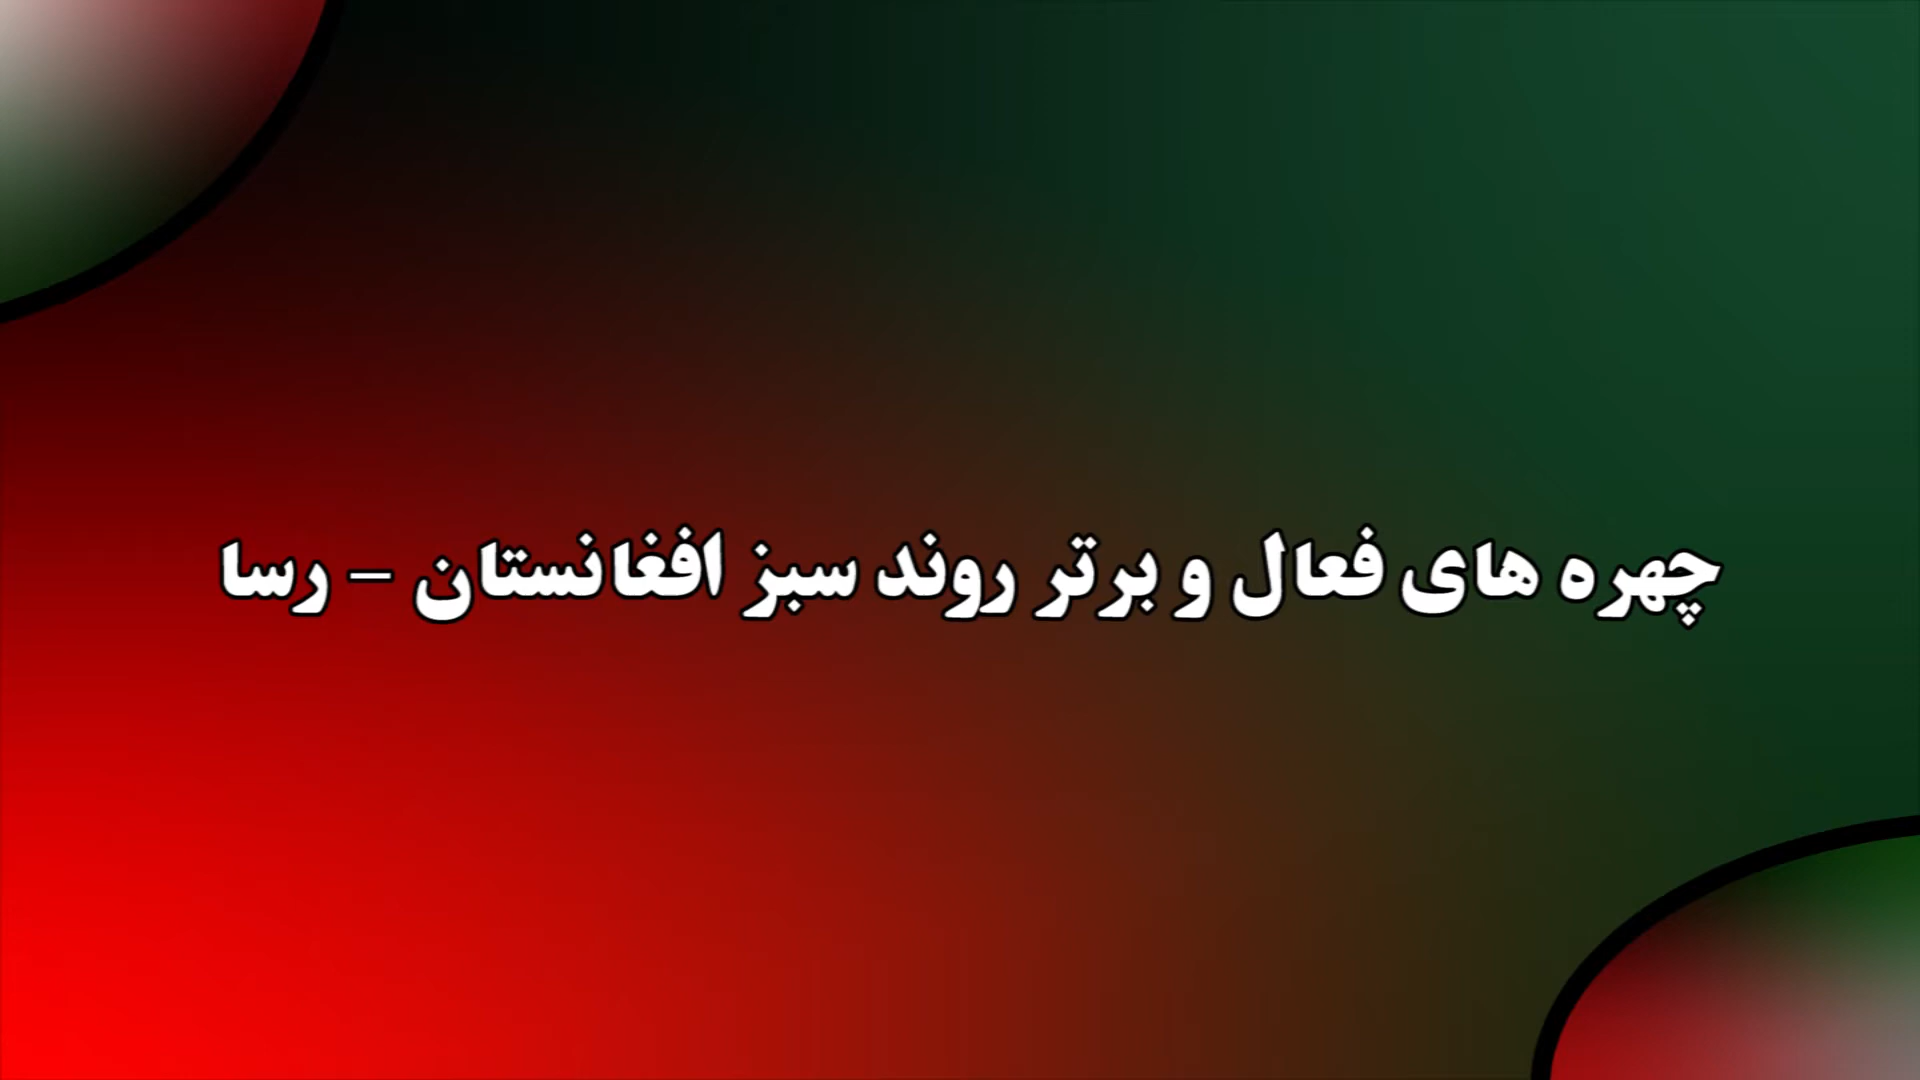 چهره های فعال و برتر روند سبز افغانستان - رسا